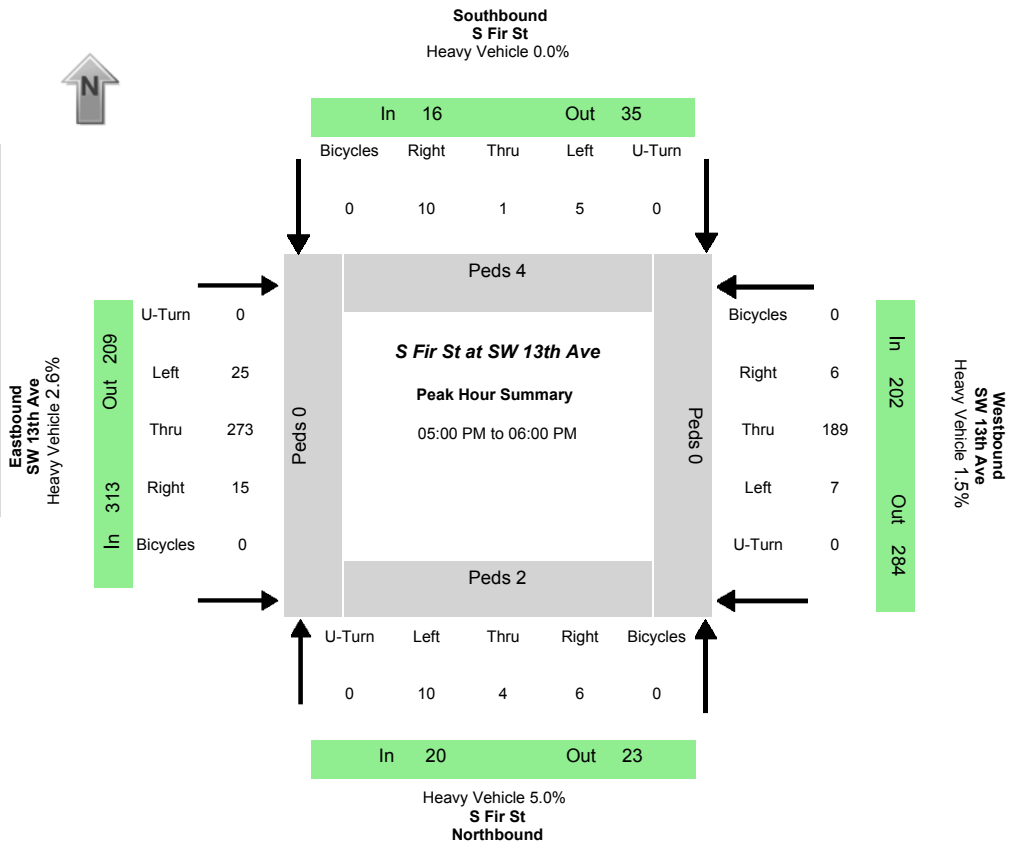 Southbound
S Fir St
Heavy Vehicle 0.0%
N
In 16 Out 35
Bicycles Right Thru Left U-Turn
0 10 1 5 0
Peds 4
Eastbound
SW 13th Ave
Heavy Vehicle 2.6%
In 313 Out 209
U-Turn 0
Left 25
Thru 273
Right 15
Bicycles 0
Peds 0
S Fir St at SW 13th Ave
Peak Hour Summary
05:00 PM to 06:00 PM
Peds 0
Bicycles 0
Right 6
Thru 189
Left 7
U-Turn 0
In 202 Out 284
Westbound
SW 13th Ave
Heavy Vehicle 1.5%
Peds 2
U-Turn Left Thru Right Bicycles
0 10 4 6 0
In 20 Out 23
Heavy Vehicle 5.0%
S Fir St
Northbound